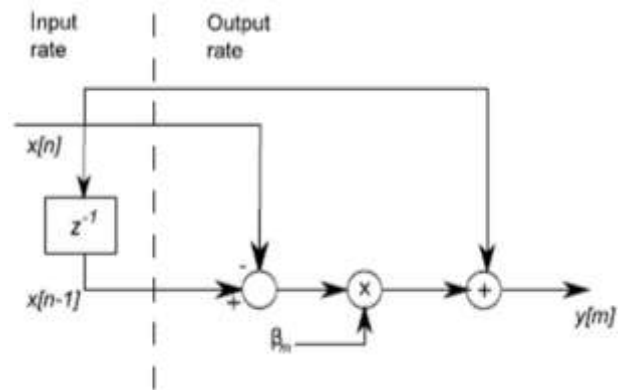 Input
rate
Output
rate
x[n]
z⁻¹
-
x[n-1]
+
x
+
βₘ
y[m]